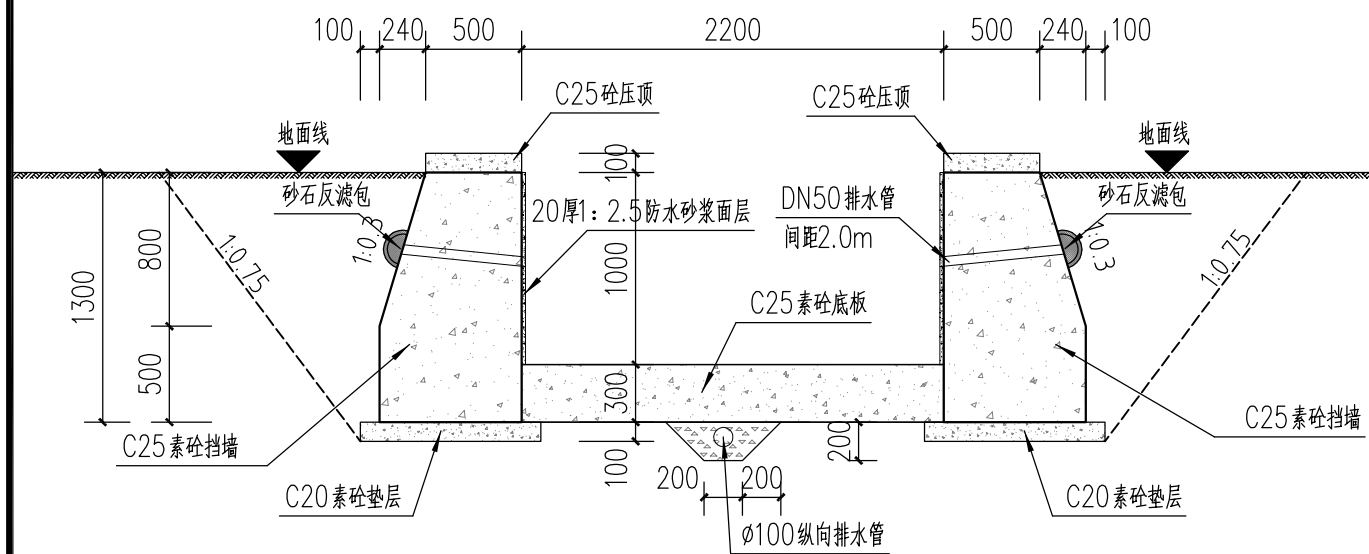 100 240 500 2200 500 240 100
C25砼压顶
C25砼压顶
地面线
地面线
砂石反滤包
砂石反滤包
100
20厚1：2.5防水砂浆面层
DN50排水管
间距2.0m
1:0.3
1:0.3
1:0.75
1:0.75
1300
800
500
1000
C25素砼底板
300
C25素砼挡墙
C25素砼挡墙
100
200
200 200
C20素砼垫层
C20素砼垫层
ø100纵向排水管